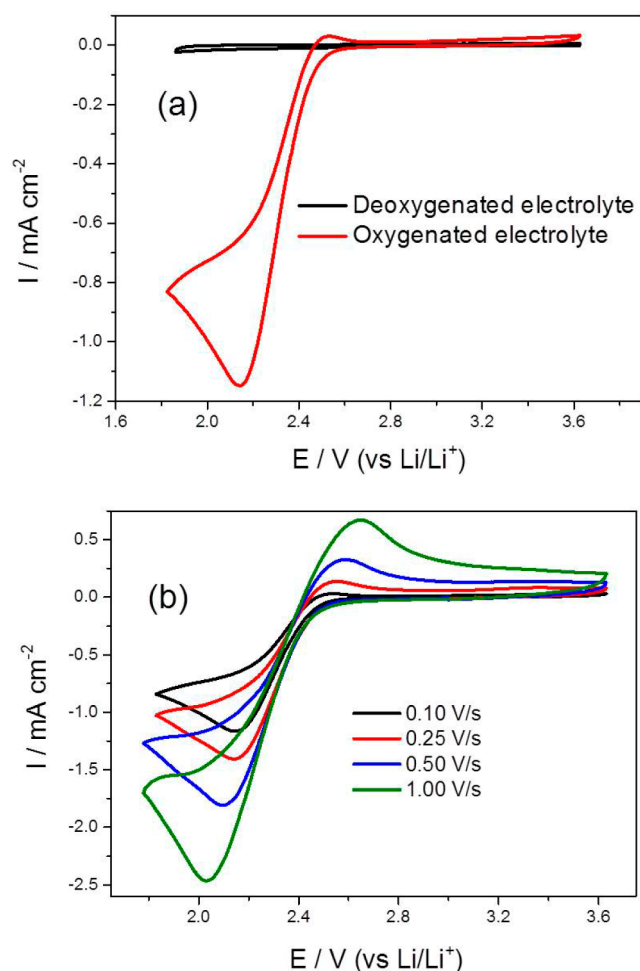 0.0
(a)
-0.2
-0.4
-0.6
-0.8
-1.0
-1.2
I / mA cm⁻²
Deoxygenated electrolyte
Oxygenated electrolyte
1.6 2.0 2.4 2.8 3.2 3.6
E / V (vs Li/Li⁺)
0.5
0.0
(b)
-0.5
-1.0
-1.5
-2.0
-2.5
I / mA cm⁻²
0.10 V/s
0.25 V/s
0.50 V/s
1.00 V/s
2.0 2.4 2.8 3.2 3.6
E / V (vs Li/Li⁺)